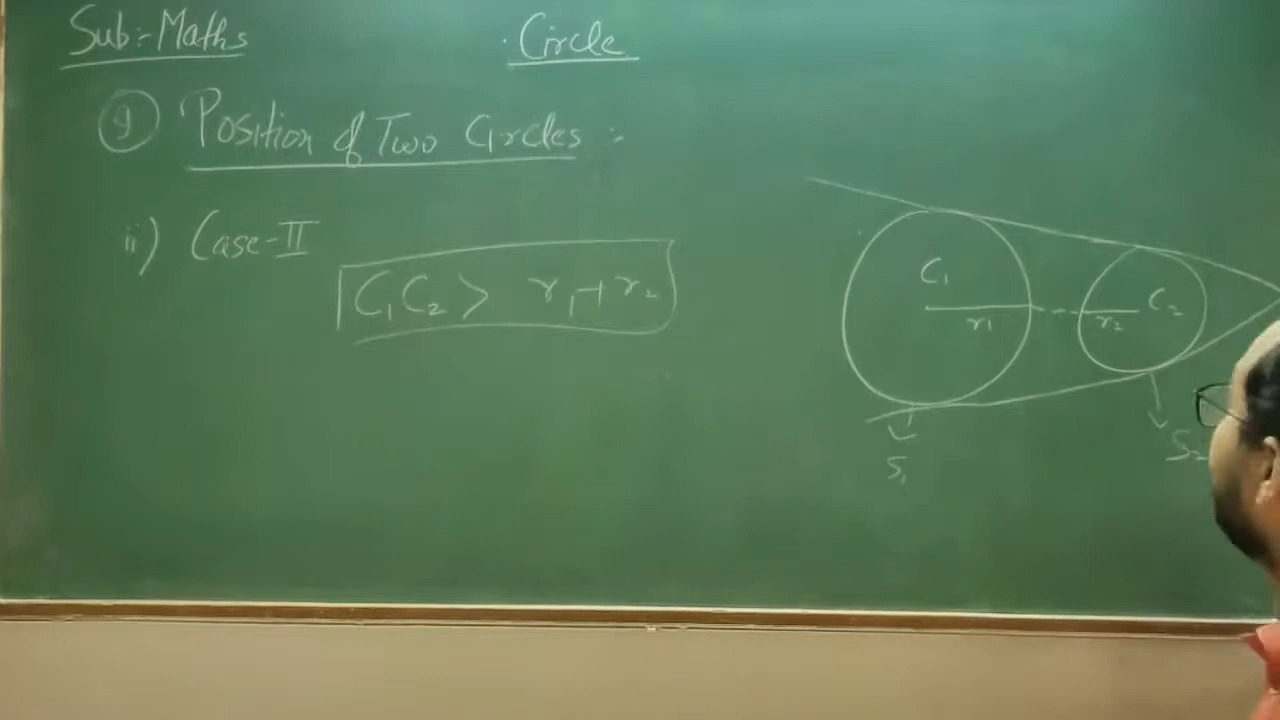 Sub:- Maths
Circle
9 Position of Two Circles :-
ii) Case-II
C₁C₂ > r₁+r₂
C₁
C₂
r₁
r₂
S₁
S₂